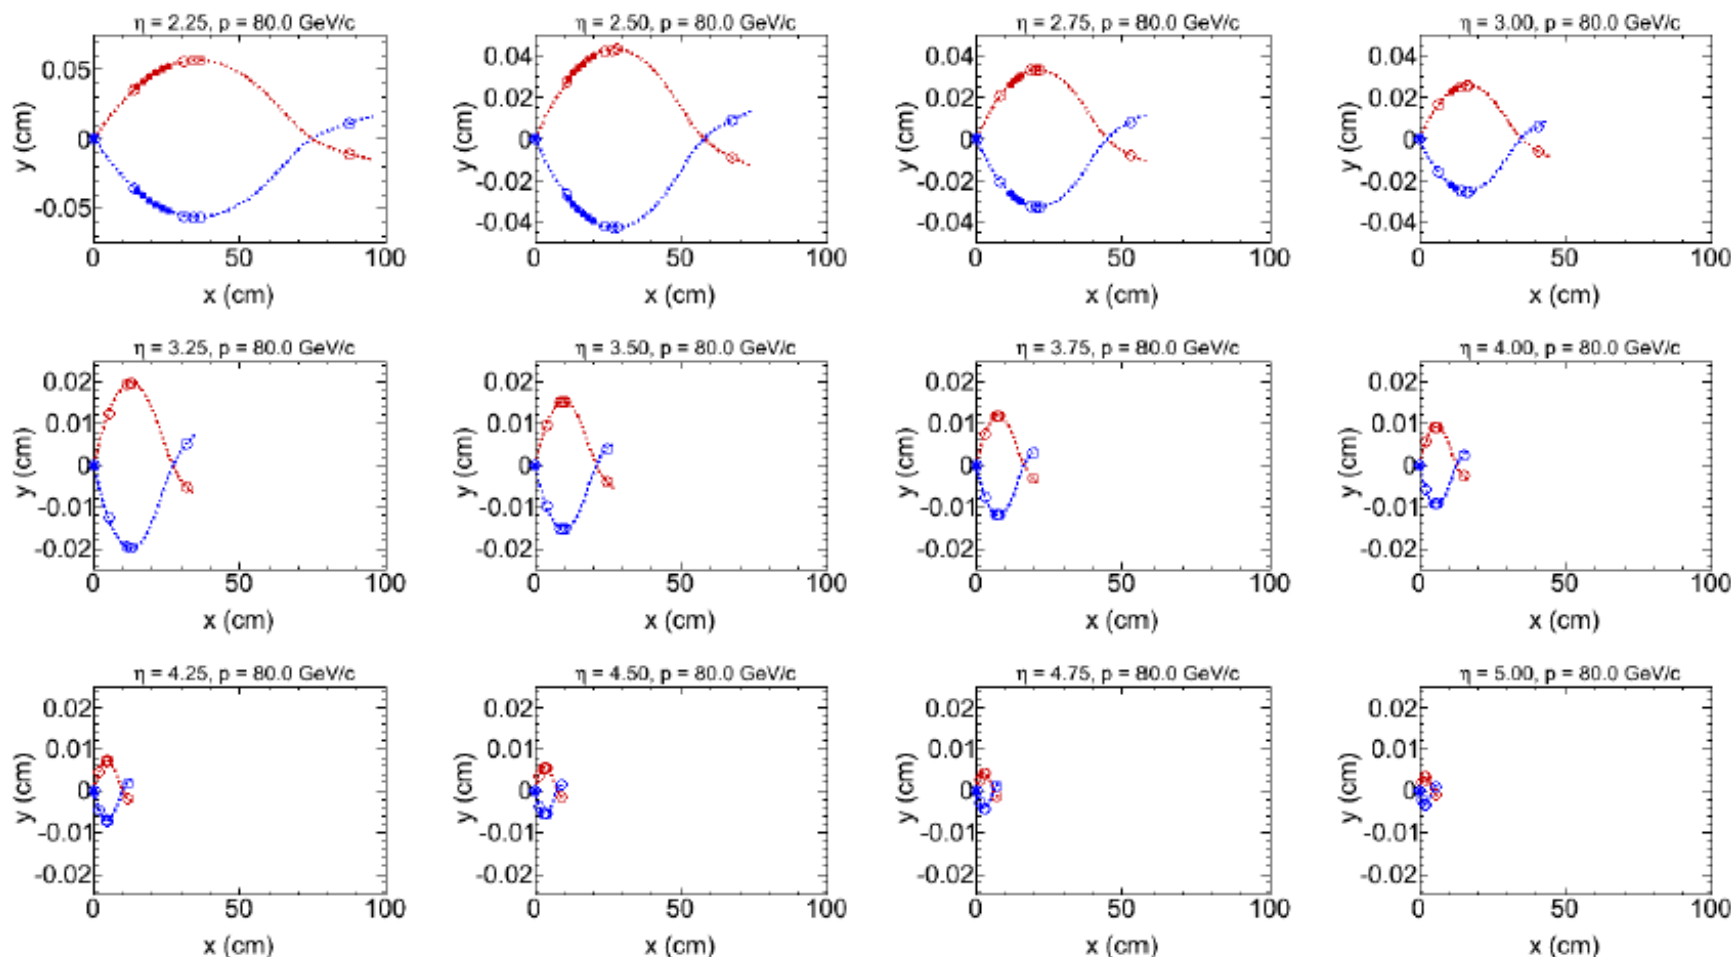 η = 2.25, p = 80.0 GeV/c
η = 2.50, p = 80.0 GeV/c
η = 2.75, p = 80.0 GeV/c
η = 3.00, p = 80.0 GeV/c
y (cm)
0.05
0
-0.05
0 50 100
x (cm)
y (cm)
0.04
0.02
0
-0.02
-0.04
0 50 100
x (cm)
y (cm)
0.04
0.02
0
-0.02
-0.04
0 50 100
x (cm)
y (cm)
0.04
0.02
0
-0.02
-0.04
0 50 100
x (cm)
η = 3.25, p = 80.0 GeV/c
η = 3.50, p = 80.0 GeV/c
η = 3.75, p = 80.0 GeV/c
η = 4.00, p = 80.0 GeV/c
y (cm)
0.02
0.01
0
-0.01
-0.02
0 50 100
x (cm)
y (cm)
0.02
0.01
0
-0.01
-0.02
0 50 100
x (cm)
y (cm)
0.02
0.01
0
-0.01
-0.02
0 50 100
x (cm)
y (cm)
0.02
0.01
0
-0.01
-0.02
0 50 100
x (cm)
η = 4.25, p = 80.0 GeV/c
η = 4.50, p = 80.0 GeV/c
η = 4.75, p = 80.0 GeV/c
η = 5.00, p = 80.0 GeV/c
y (cm)
0.02
0.01
0
-0.01
-0.02
0 50 100
x (cm)
y (cm)
0.02
0.01
0
-0.01
-0.02
0 50 100
x (cm)
y (cm)
0.02
0.01
0
-0.01
-0.02
0 50 100
x (cm)
y (cm)
0.02
0.01
0
-0.01
-0.02
0 50 100
x (cm)